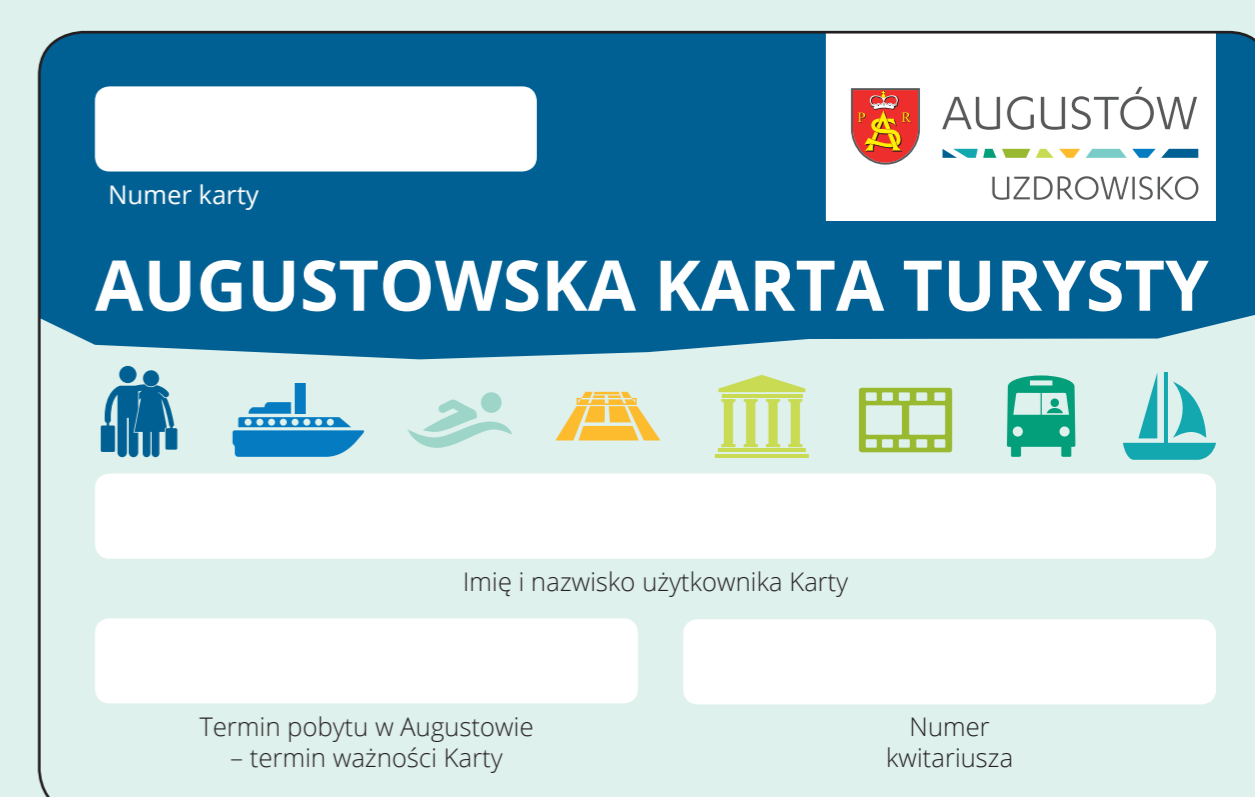 P R
AUGUSTÓW
UZDROWISKO
Numer karty
AUGUSTOWSKA KARTA TURYSTY
Imię i nazwisko użytkownika Karty
Termin pobytu w Augustowie
– termin ważności Karty
Numer
kwitariusza